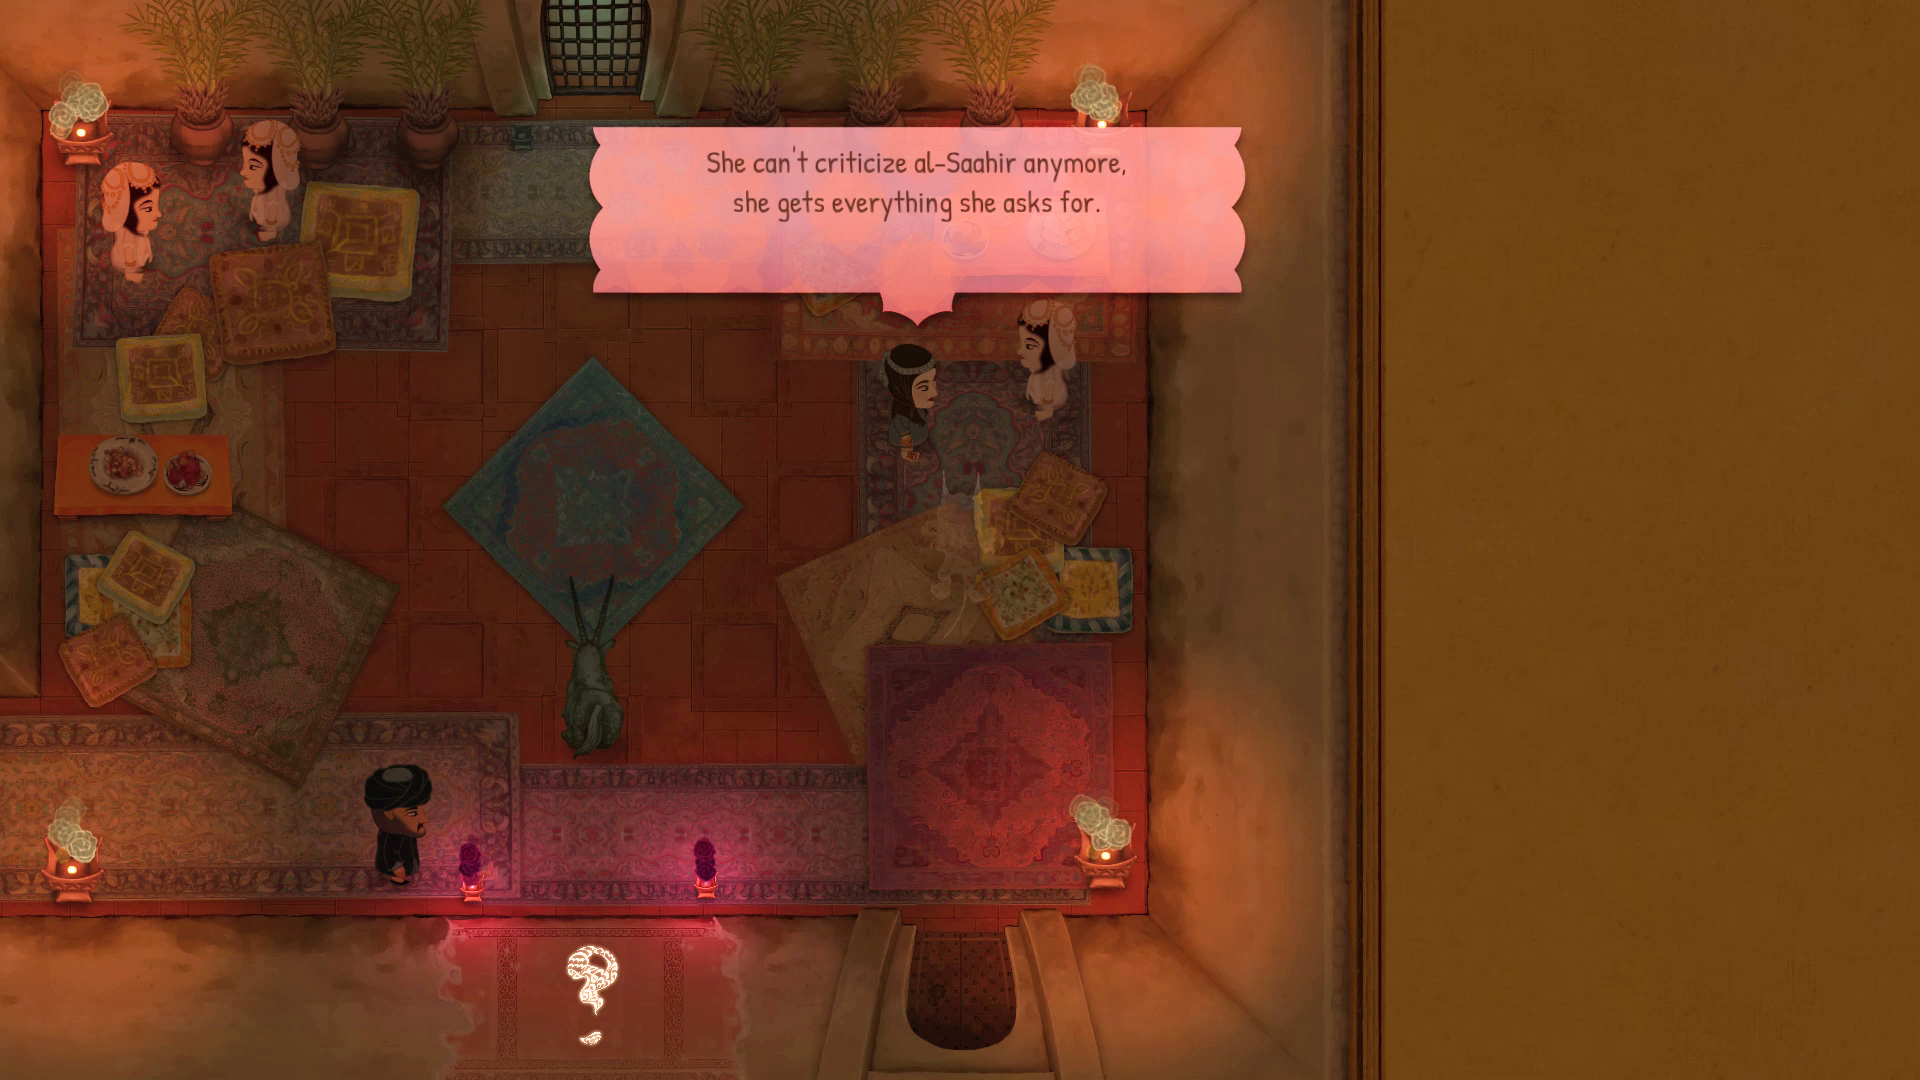 She can't criticize al-Saahir anymore,
she gets everything she asks for.
?